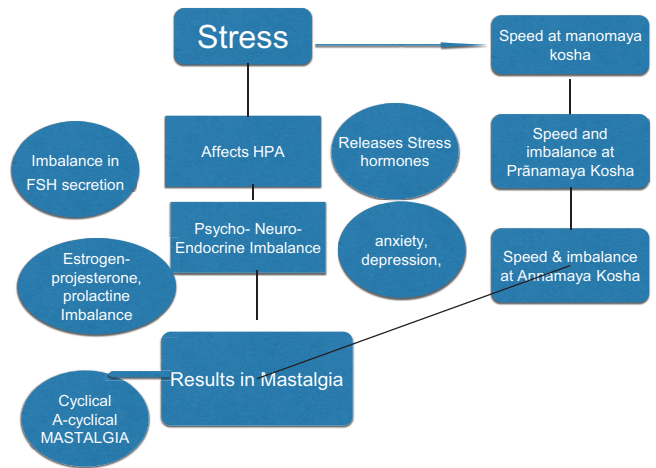 Stress
Speed at manomaya
kosha
Affects HPA
Releases Stress
hormones
Speed and
imbalance at
Prānamaya Kosha
Imbalance in
FSH secretion
Psycho- Neuro-
Endocrine Imbalance
anxiety,
depression,
Speed & imbalance
at Annamaya Kosha
Estrogen-
projesterone,
prolactine
Imbalance
Results in Mastalgia
Cyclical
A-cyclical
MASTALGIA